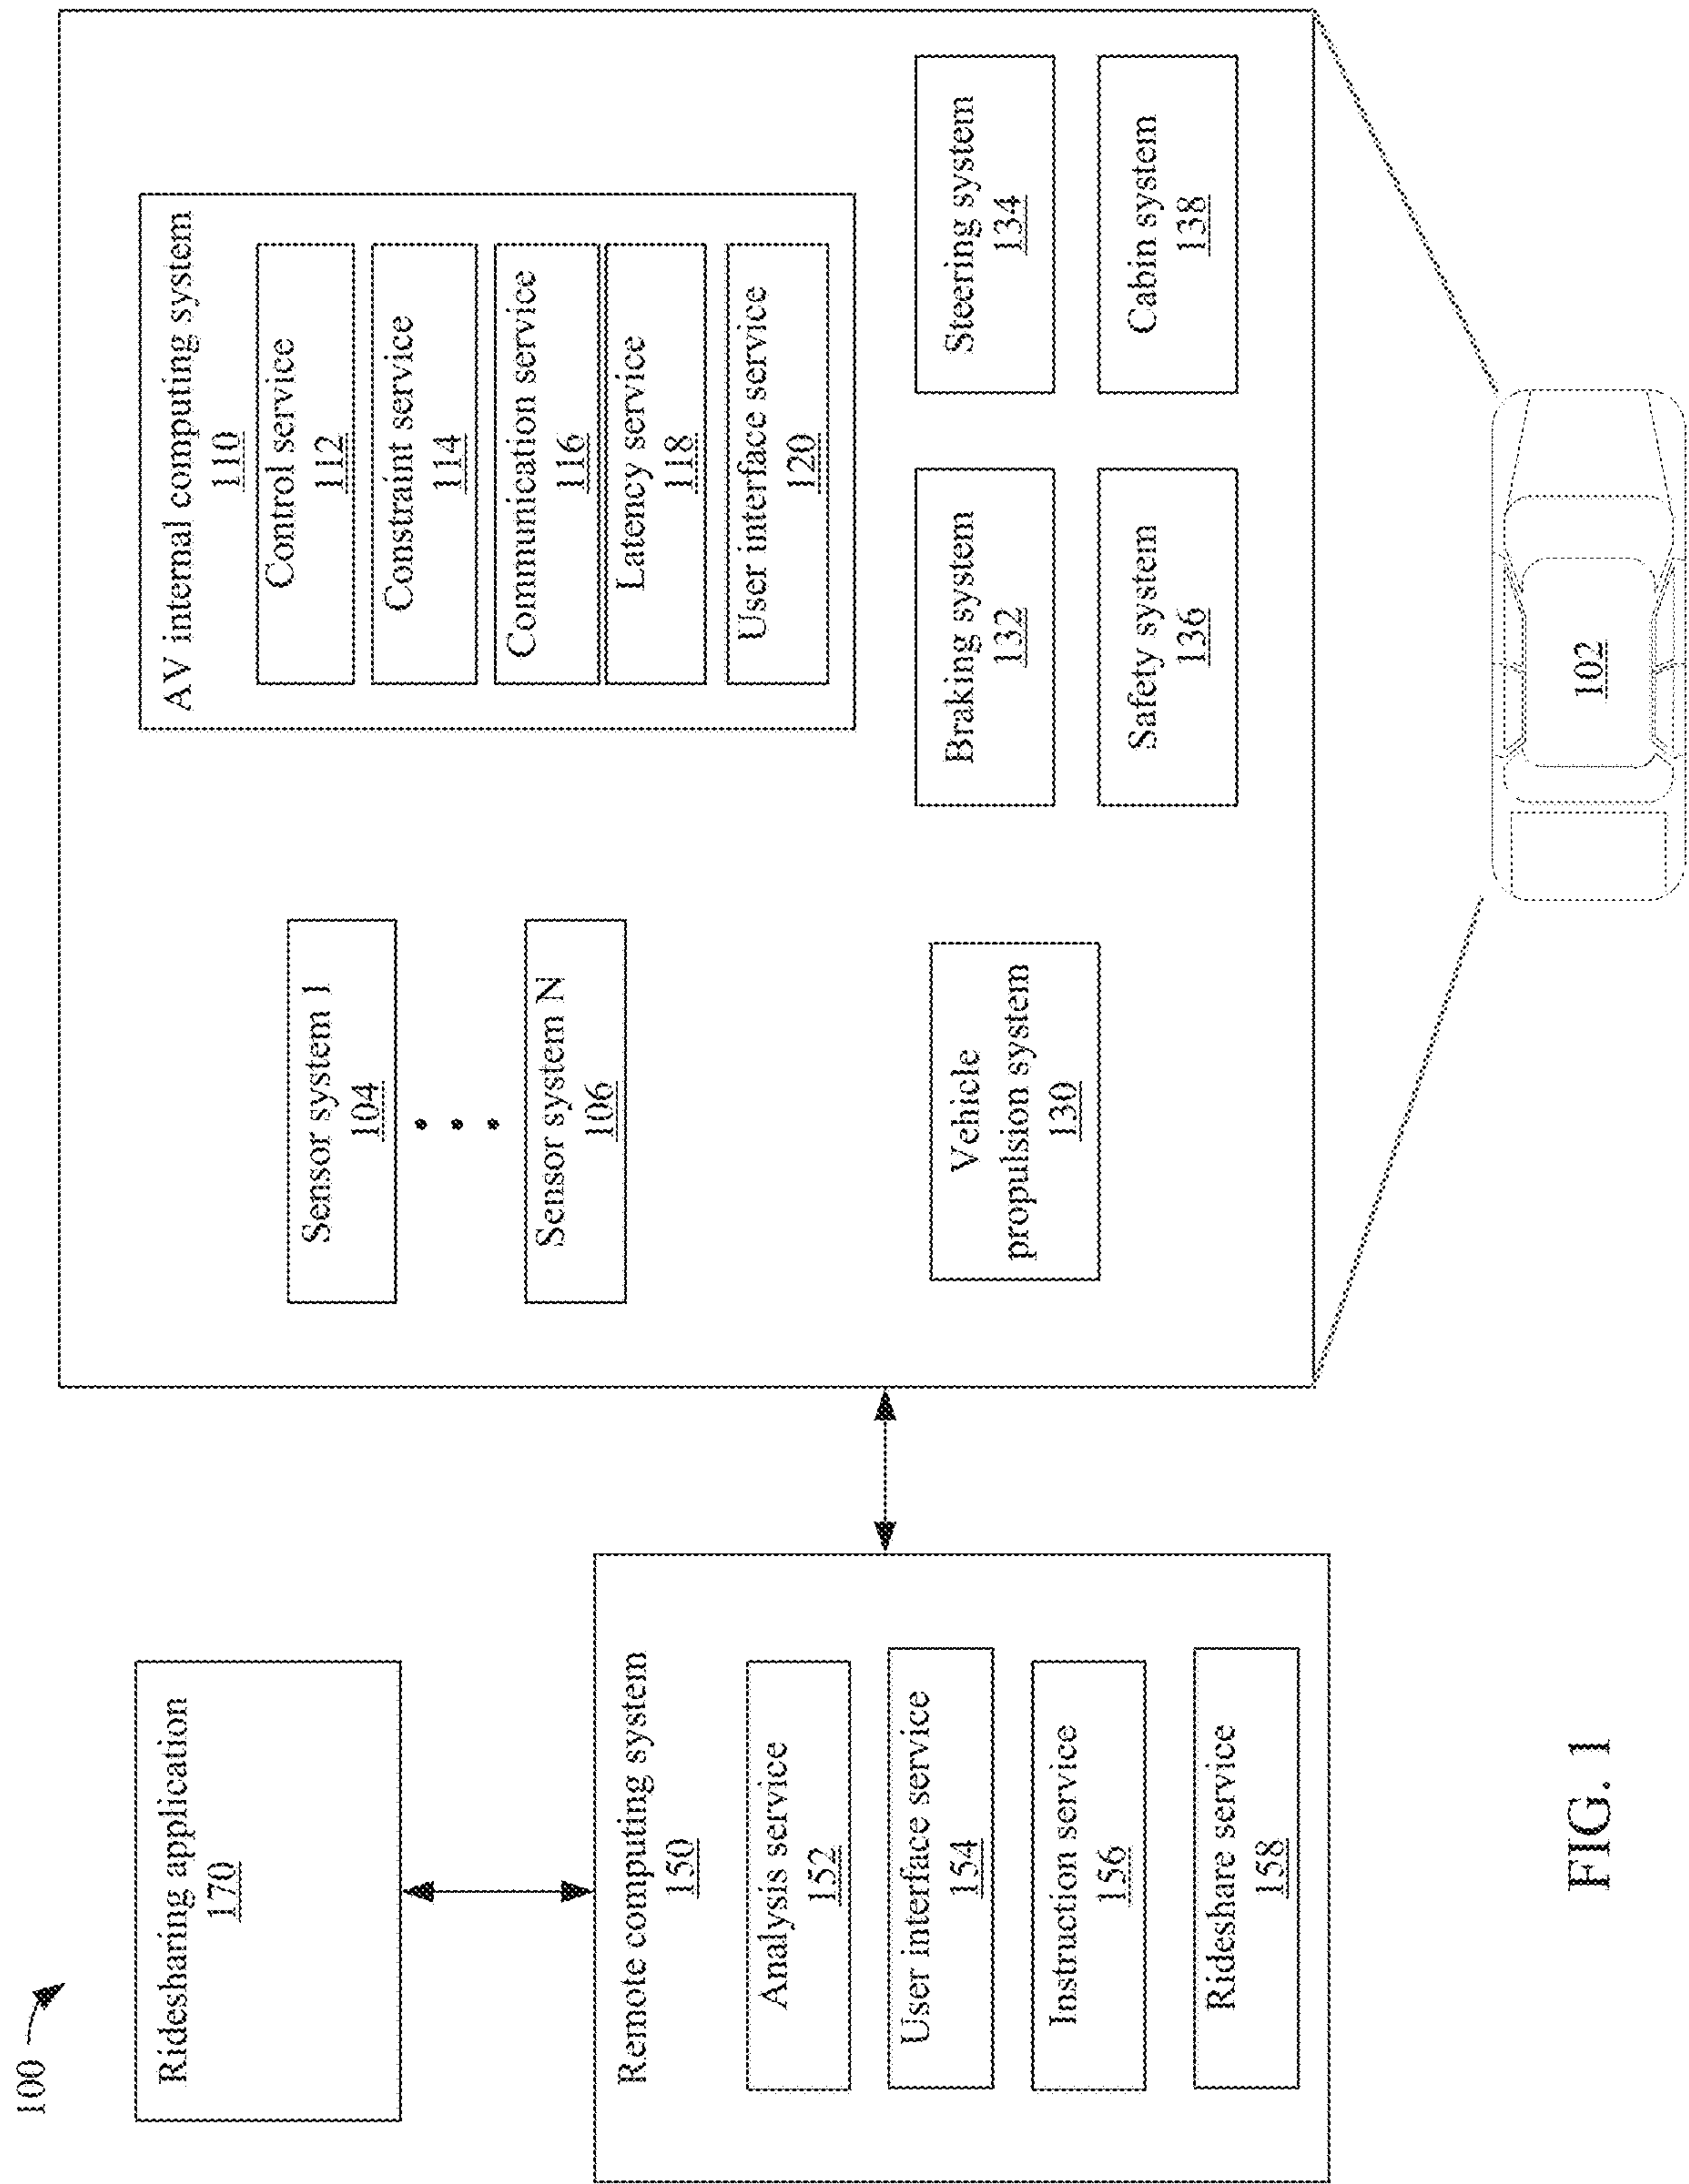 100
Ridesharing application
170
Remote computing system
150
Analysis service
152
User interface service
154
Instruction service
156
Rideshare service
158
Sensor system 1
104
Sensor system N
106
AV internal computing system
110
Control service
112
Constraint service
114
Communication service
116
Latency service
118
User interface service
120
Vehicle
propulsion system
130
Braking system
132
Steering system
134
Safety system
136
Cabin system
138
102
FIG. 1